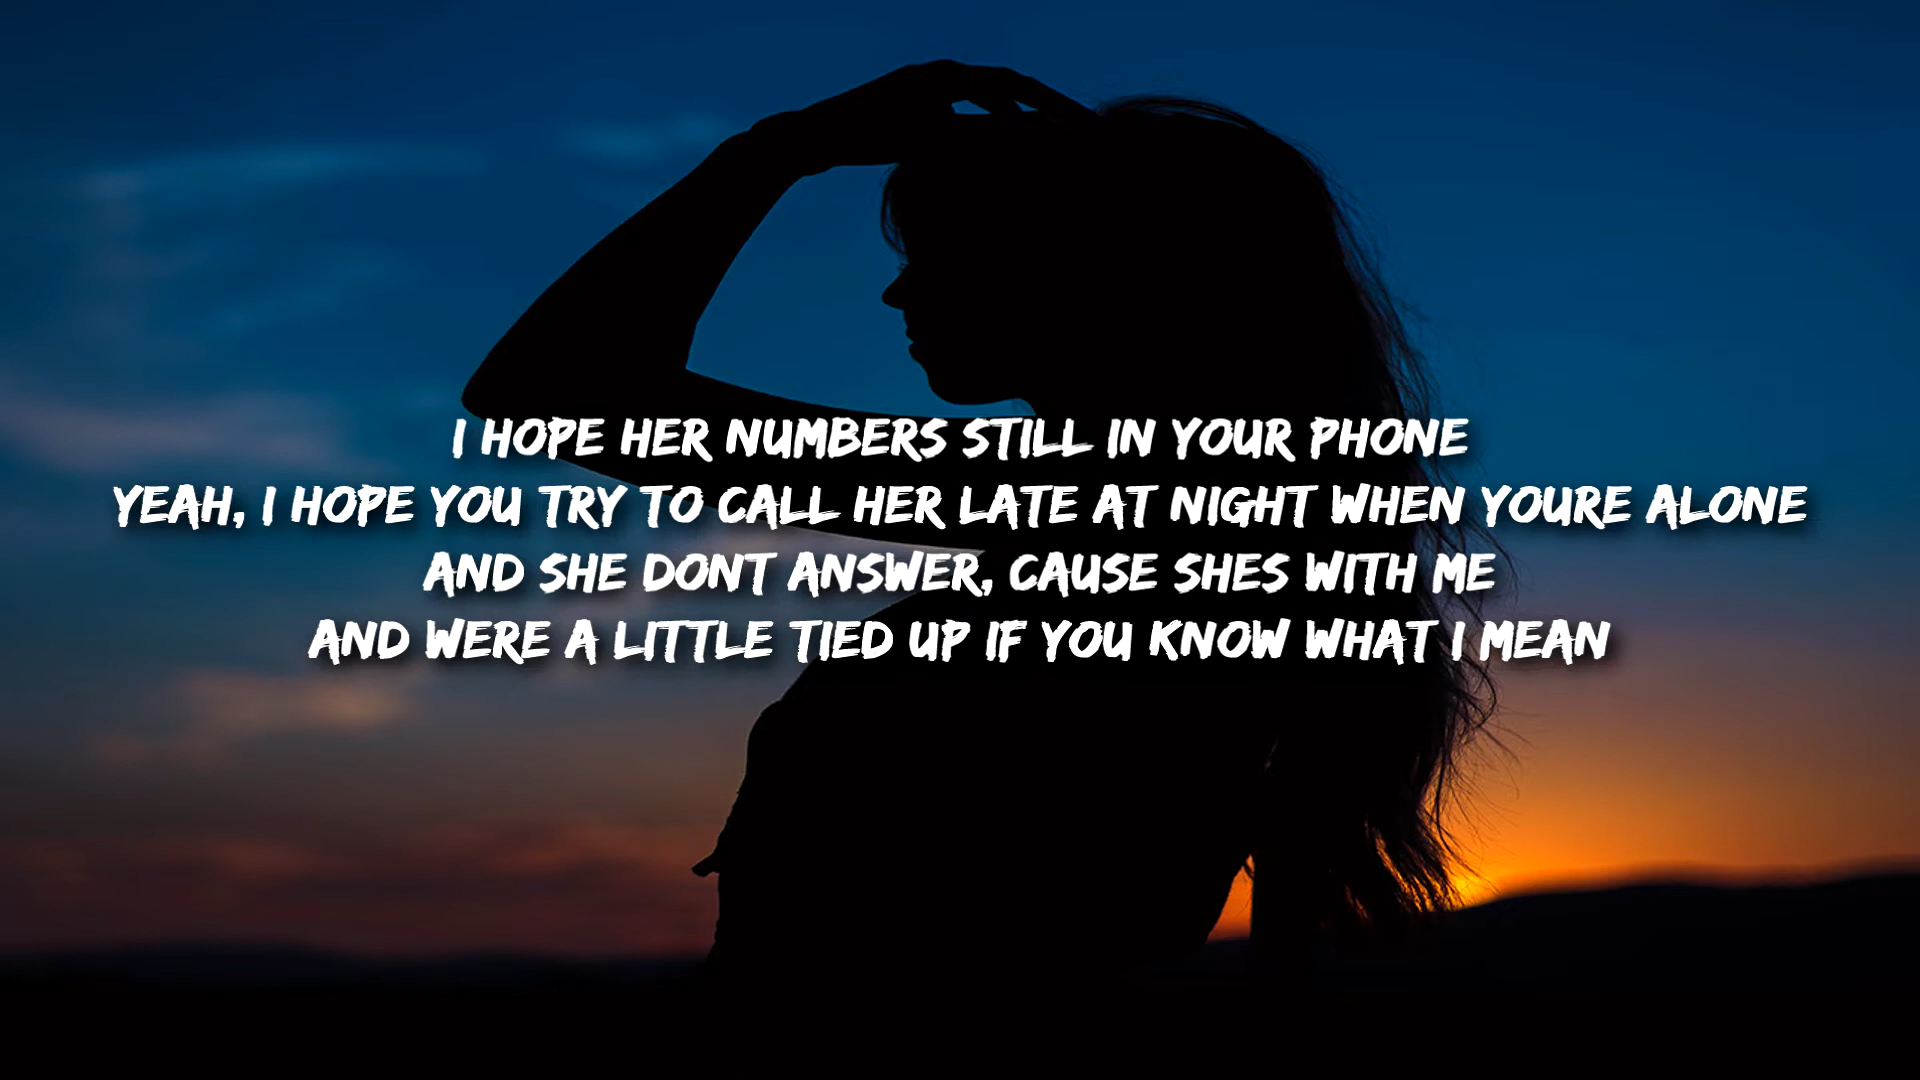 I HOPE HER NUMBERS STILL IN YOUR PHONE
YEAH, I HOPE YOU TRY TO CALL HER LATE AT NIGHT WHEN YOURE ALONE
AND SHE DONT ANSWER, CAUSE SHES WITH ME
AND WERE A LITTLE TIED UP IF YOU KNOW WHAT I MEAN